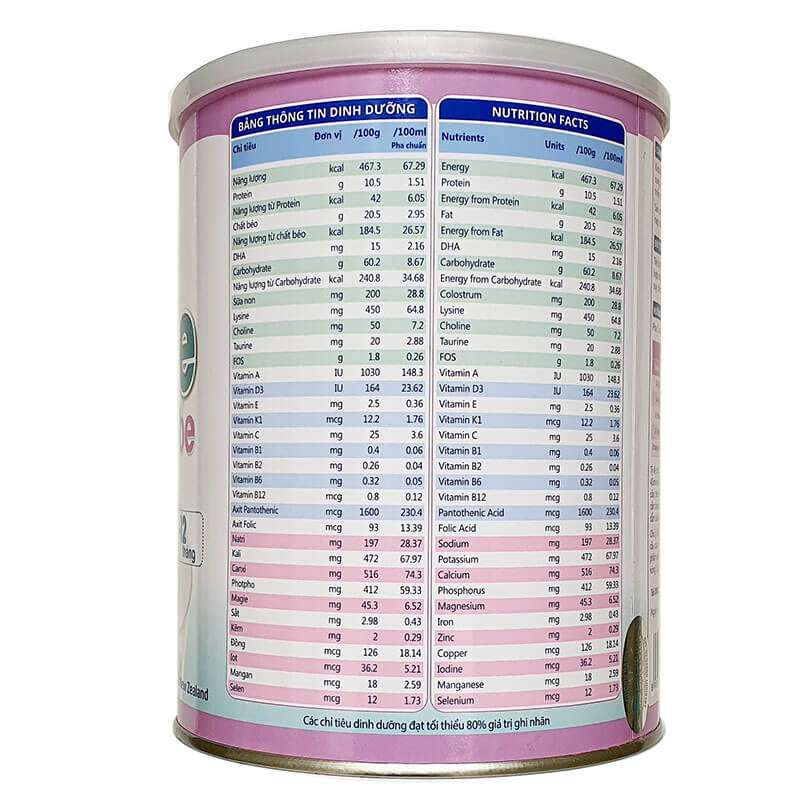 BẢNG THÔNG TIN DINH DƯỠNG
Chỉ tiêu Đơn vị /100g /100ml
Pha chuẩn
Năng lượng kcal 467.3 67.29
Protein g 10.5 1.51
Năng lượng từ Protein kcal 42 6.05
Chất béo g 20.5 2.95
Năng lượng từ chất béo kcal 184.5 26.57
DHA mg 15 2.16
Carbohydrate g 60.2 8.67
Năng lượng từ Carbohydrate kcal 240.8 34.68
Sữa non mg 200 28.8
Lysine mg 450 64.8
Choline mg 50 7.2
Taurine mg 20 2.88
FOS g 1.8 0.26
Vitamin A IU 1030 148.3
Vitamin D3 IU 164 23.62
Vitamin E mg 2.5 0.36
Vitamin K1 mcg 12.2 1.76
Vitamin C mg 25 3.6
Vitamin B1 mg 0.4 0.06
Vitamin B2 mg 0.26 0.04
Vitamin B6 mg 0.32 0.05
Vitamin B12 mcg 0.8 0.12
Axit Pantothenic mcg 1600 230.4
Axit Folic mcg 93 13.39
Natri mg 197 28.37
Kali mg 472 67.97
Canxi mg 516 74.3
Photpho mg 412 59.33
Magie mg 45.3 6.52
Sắt mg 2.98 0.43
Kẽm mg 2 0.29
Đồng mcg 126 18.14
Iot mcg 36.2 5.21
Mangan mcg 18 2.59
Selen mcg 12 1.73
NUTRITION FACTS
Nutrients Units /100g /100ml
Energy kcal 467.3 67.29
Protein g 10.5 1.51
Energy from Protein kcal 42 6.05
Fat g 20.5 2.95
Energy from Fat kcal 184.5 26.57
DHA mg 15 2.16
Carbohydrate g 60.2 8.67
Energy from Carbohydrate kcal 240.8 34.68
Colostrum mg 200 28.8
Lysine mg 450 64.8
Choline mg 50 7.2
Taurine mg 20 2.88
FOS g 1.8 0.26
Vitamin A IU 1030 148.3
Vitamin D3 IU 164 23.62
Vitamin E mg 2.5 0.36
Vitamin K1 mcg 12.2 1.76
Vitamin C mg 25 3.6
Vitamin B1 mg 0.4 0.06
Vitamin B2 mg 0.26 0.04
Vitamin B6 mg 0.32 0.05
Vitamin B12 mcg 0.8 0.12
Pantothenic Acid mcg 1600 230.4
Folic Acid mcg 93 13.39
Sodium mg 197 28.37
Potassium mg 472 67.97
Calcium mg 516 74.3
Phosphorus mg 412 59.33
Magnesium mg 45.3 6.52
Iron mg 2.98 0.43
Zinc mg 2 0.29
Copper mcg 126 18.14
Iodine mcg 36.2 5.21
Manganese mcg 18 2.59
Selenium mcg 12 1.73
Các chỉ tiêu dinh dưỡng đạt tối thiểu 80% giá trị ghi nhãn
Zealand